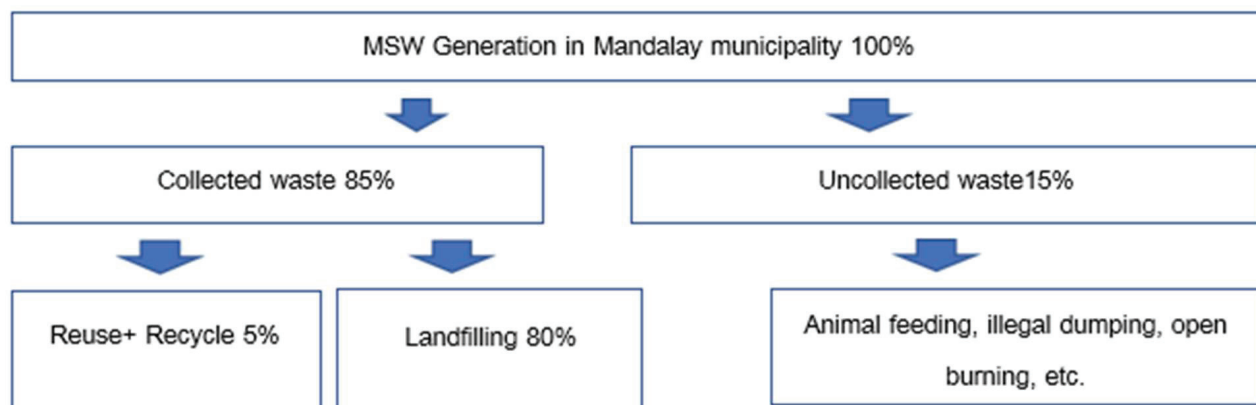 MSW Generation in Mandalay municipality 100%
Collected waste 85%
Uncollected waste15%
Reuse+ Recycle 5%
Landfilling 80%
Animal feeding, illegal dumping, open
burning, etc.